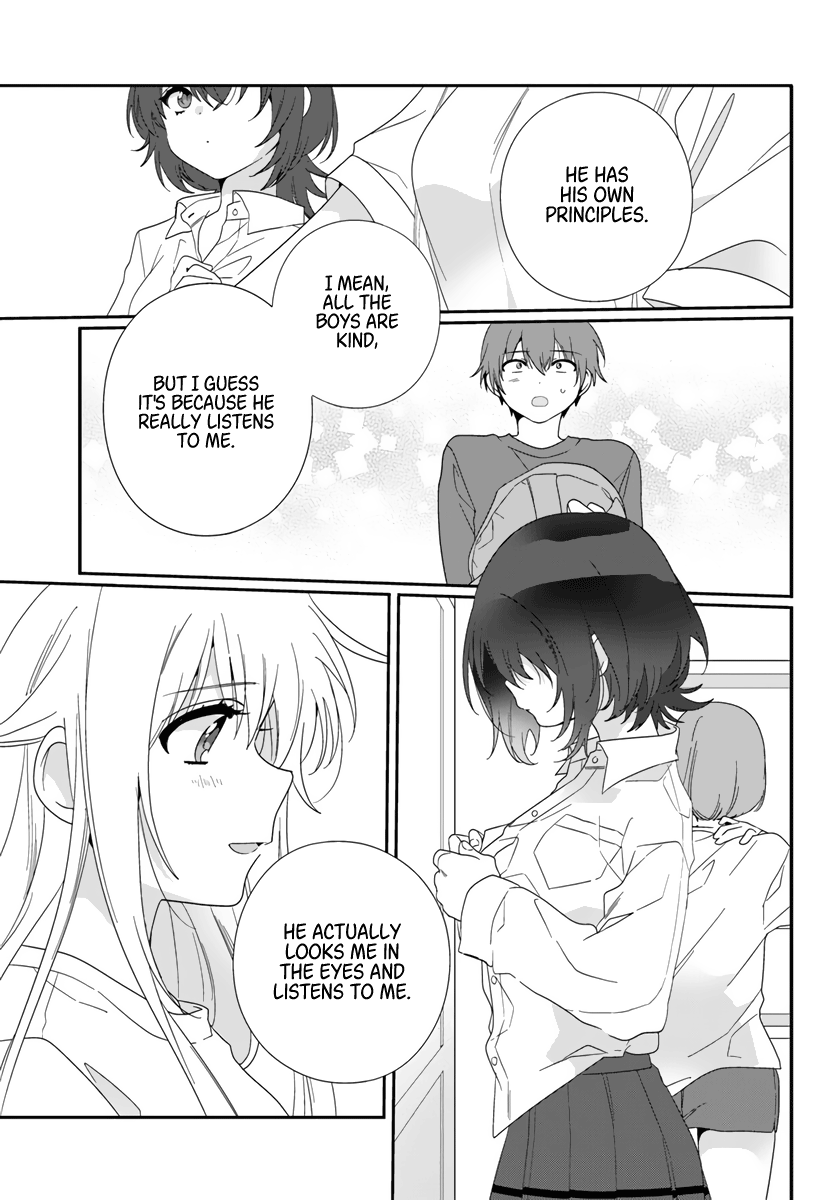 HE HAS
HIS OWN
PRINCIPLES.
I MEAN,
ALL THE
BOYS ARE
KIND,
BUT I GUESS
IT'S BECAUSE HE
REALLY LISTENS
TO ME.
HE ACTUALLY
LOOKS ME IN
THE EYES AND
LISTENS TO ME.